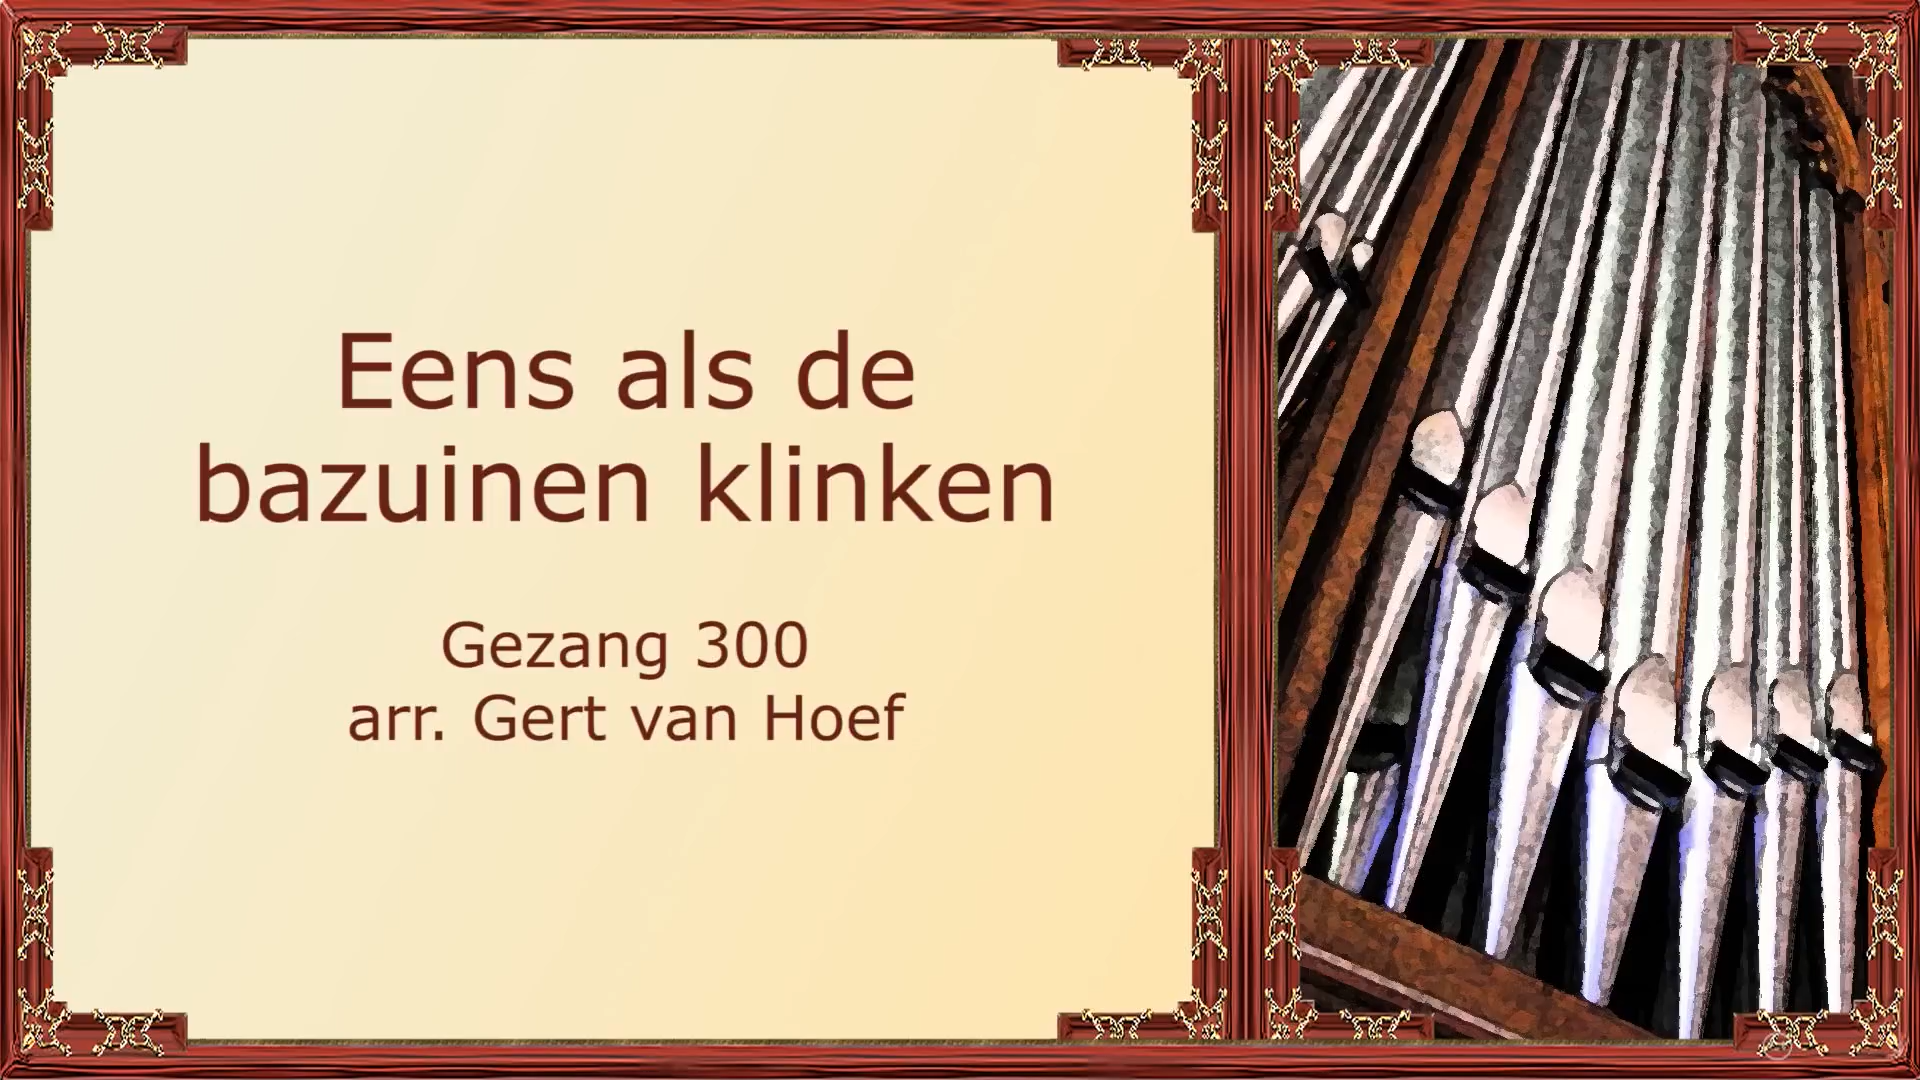 Eens als de
bazuinen klinken
Gezang 300
arr. Gert van Hoef